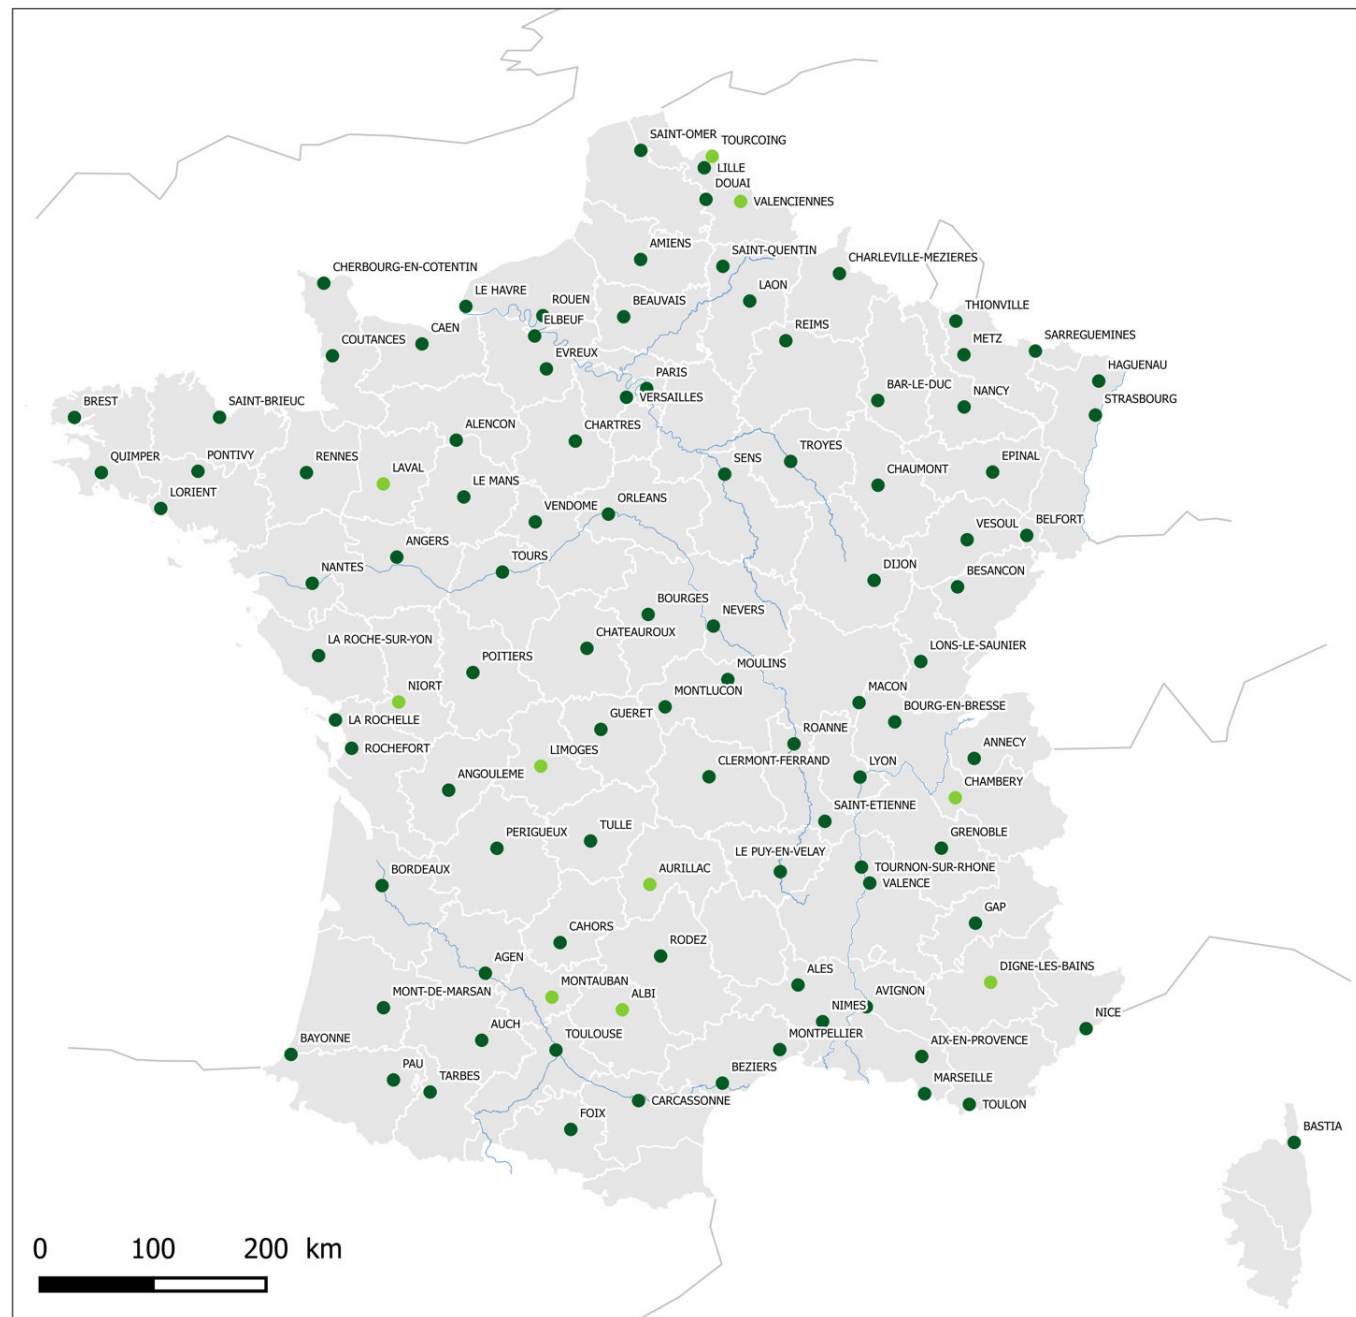 SAINT-OMER
TOURCOING
LILLE
DOUAI
VALENCIENNES
AMIENS
SAINT-QUENTIN
CHARLEVILLE-MEZIERES
CHERBOURG-EN-COTENTIN
LE HAVRE
ROUEN
BEAUVAIS
LAON
THIONVILLE
ELBEUF
COUTANCES
CAEN
REIMS
METZ
SARREGUEMINES
EVREUX
HAGUENAU
PARIS
BAR-LE-DUC
NANCY
VERSAILLES
BREST
SAINT-BRIEUC
STRASBOURG
ALENCON
CHARTRES
TROYES
QUIMPER
PONTIVY
RENNES
LAVAL
SENS
CHAUMONT
EPINAL
LORIENT
LE MANS
VENDOME
ORLEANS
VESOUL
BELFORT
ANGERS
TOURS
NANTES
DIJON
BESANCON
BOURGES
NEVERS
LA ROCHE-SUR-YON
CHATEAUROUX
POITIERS
LONS-LE-SAUNIER
MOULINS
NIORT
MONTLUCON
MACON
LA ROCHELLE
GUERET
BOURG-EN-BRESSE
ROCHEFORT
LIMOGES
ROANNE
ANNECY
ANGOULEME
CLERMONT-FERRAND
LYON
CHAMBERY
SAINT-ETIENNE
PERIGUEUX
TULLE
GRENOBLE
LE PUY-EN-VELAY
BORDEAUX
AURILLAC
TOURNON-SUR-RHONE
VALENCE
GAP
CAHORS
RODEZ
AGEN
DIGNE-LES-BAINS
MONT-DE-MARSAN
MONTAUBAN
ALBI
ALES
AVIGNON
NIMES
NICE
AUCH
TOULOUSE
MONTPELLIER
BAYONNE
AIX-EN-PROVENCE
PAU
TARBES
BEZIERS
MARSEILLE
CARCASSONNE
TOULON
FOIX
BASTIA
0 100 200 km